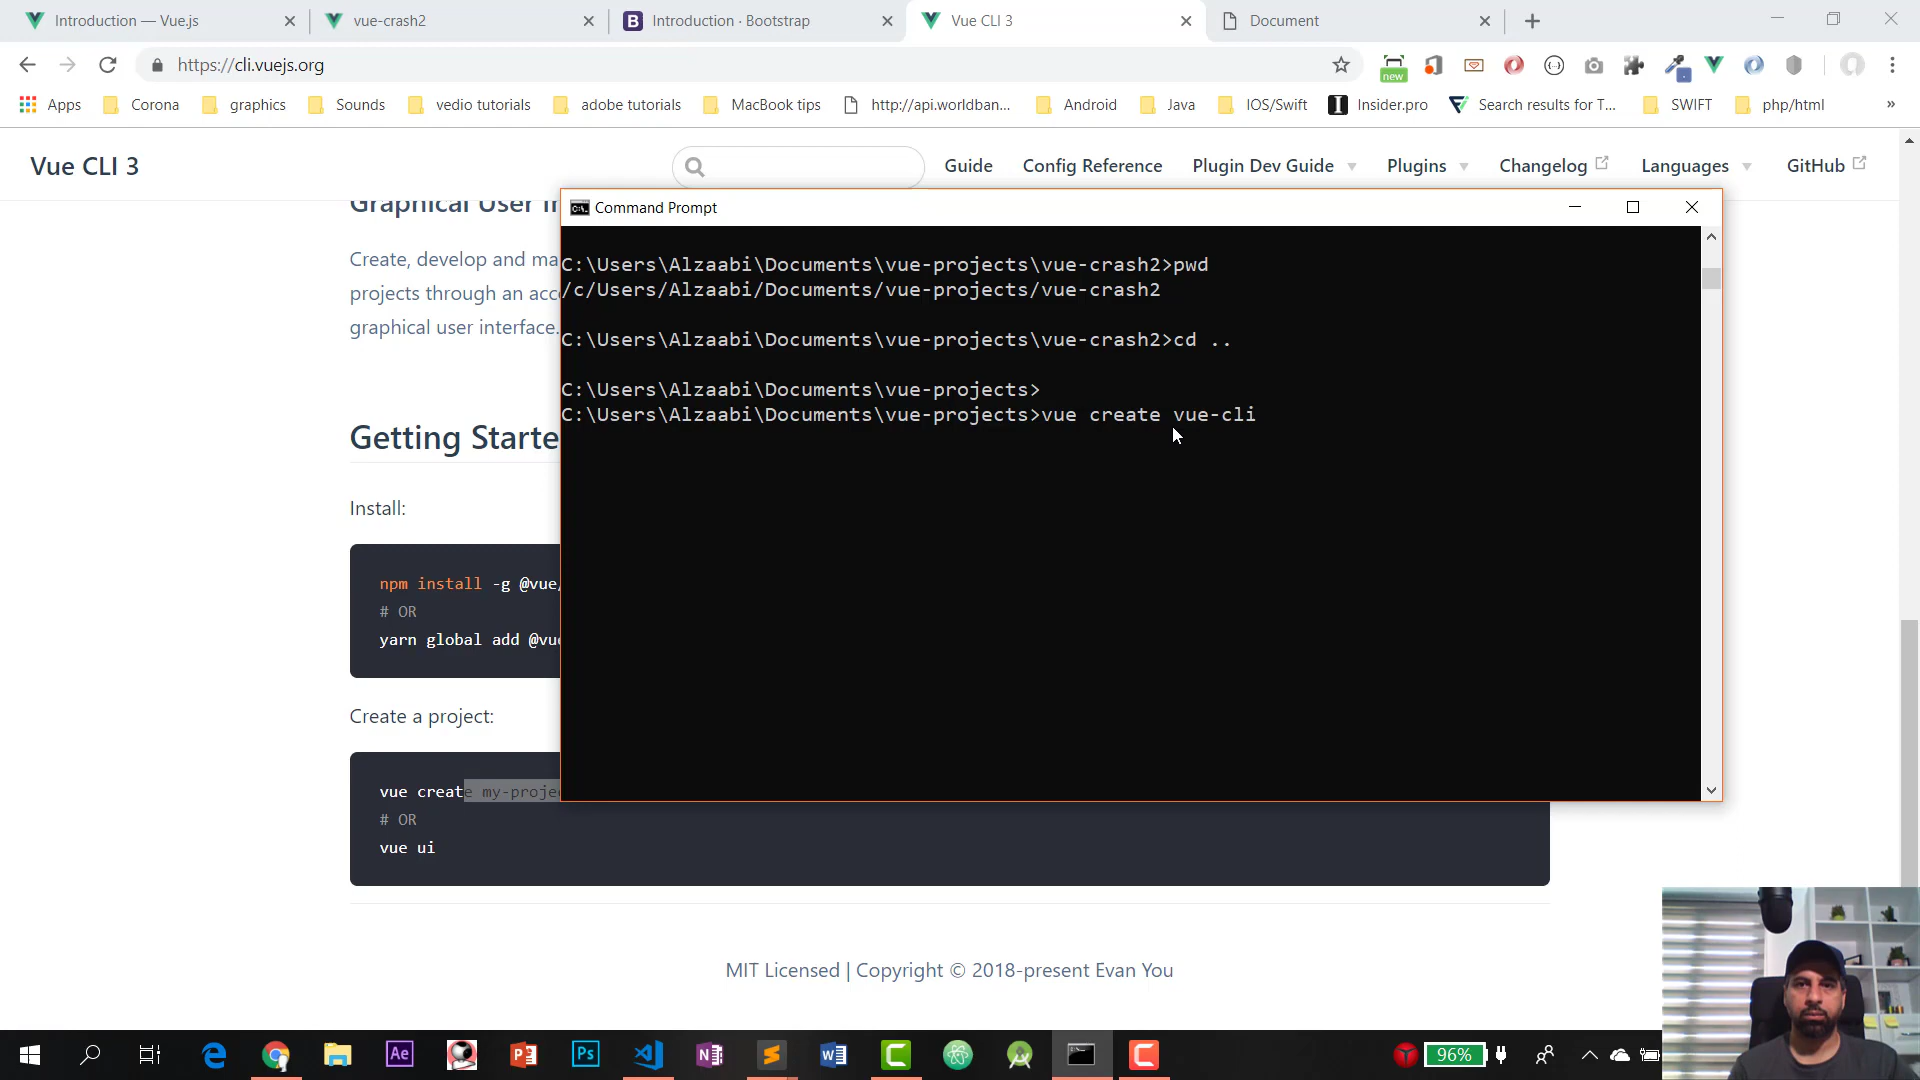 Introduction — Vue.js
vue-crash2
Introduction · Bootstrap
Vue CLI 3
Document
https://cli.vuejs.org
new
Apps
Corona
graphics
Sounds
vedio tutorials
adobe tutorials
MacBook tips
http://api.worldban...
Android
Java
IOS/Swift
Insider.pro
Search results for T...
SWIFT
php/html
»
Vue CLI 3
Guide
Config Reference
Plugin Dev Guide
Plugins
Changelog
Languages
GitHub
Graphical User I
Create, develop and ma
projects through an acc
graphical user interface.
Getting Starte
Install:
npm install -g @vue/
# OR
yarn global add @vue
Create a project:
vue create my-projec
# OR
vue ui
MIT Licensed | Copyright © 2018-present Evan You
Command Prompt
C:\Users\Alzaabi\Documents\vue-projects\vue-crash2>pwd
/c/Users/Alzaabi/Documents/vue-projects/vue-crash2
C:\Users\Alzaabi\Documents\vue-projects\vue-crash2>cd ..
C:\Users\Alzaabi\Documents\vue-projects>
C:\Users\Alzaabi\Documents\vue-projects>vue create vue-cli
96%